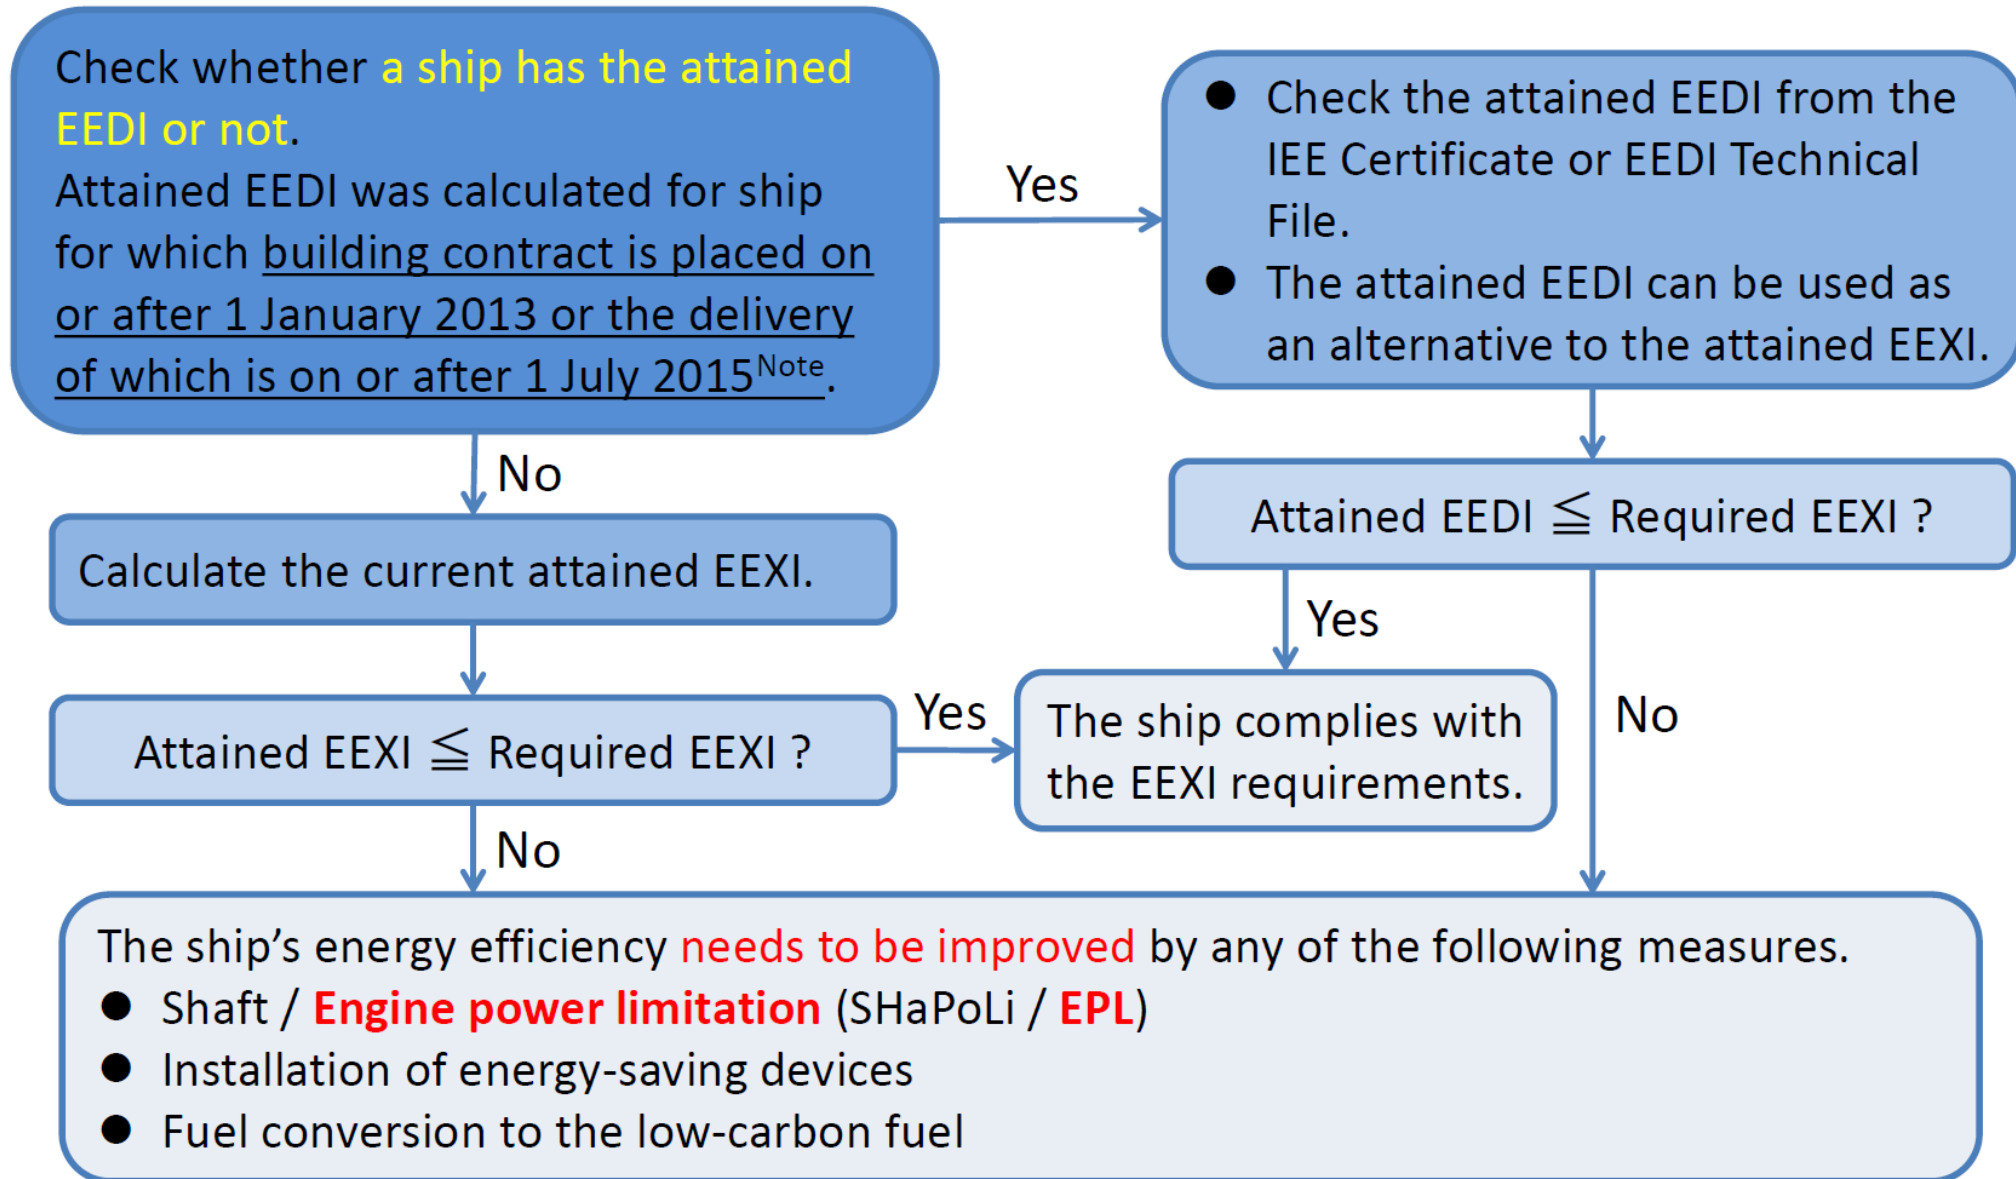 Check whether a ship has the attained
EEDI or not.
Attained EEDI was calculated for ship
for which building contract is placed on
or after 1 January 2013 or the delivery
of which is on or after 1 July 2015Note.
Yes
● Check the attained EEDI from the
IEE Certificate or EEDI Technical
File.
● The attained EEDI can be used as
an alternative to the attained EEXI.
No
Attained EEDI ≦ Required EEXI ?
Calculate the current attained EEXI.
Yes
No
Attained EEXI ≦ Required EEXI ?
Yes
The ship complies with
the EEXI requirements.
No
The ship’s energy efficiency needs to be improved by any of the following measures.
● Shaft / Engine power limitation (SHaPoLi / EPL)
● Installation of energy-saving devices
● Fuel conversion to the low-carbon fuel